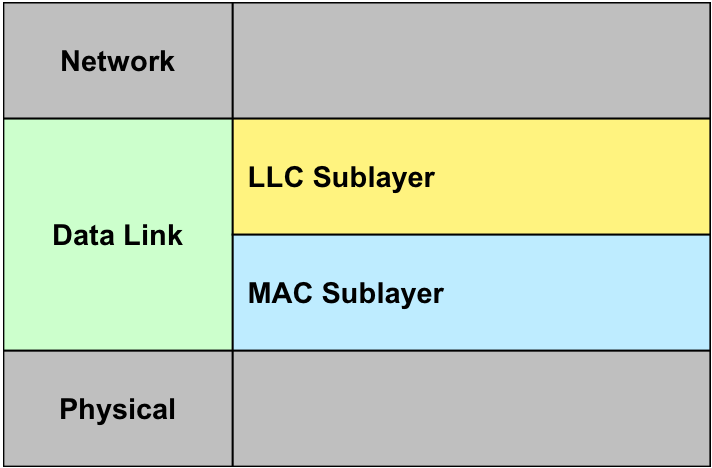 Network
Data Link
LLC Sublayer
MAC Sublayer
Physical